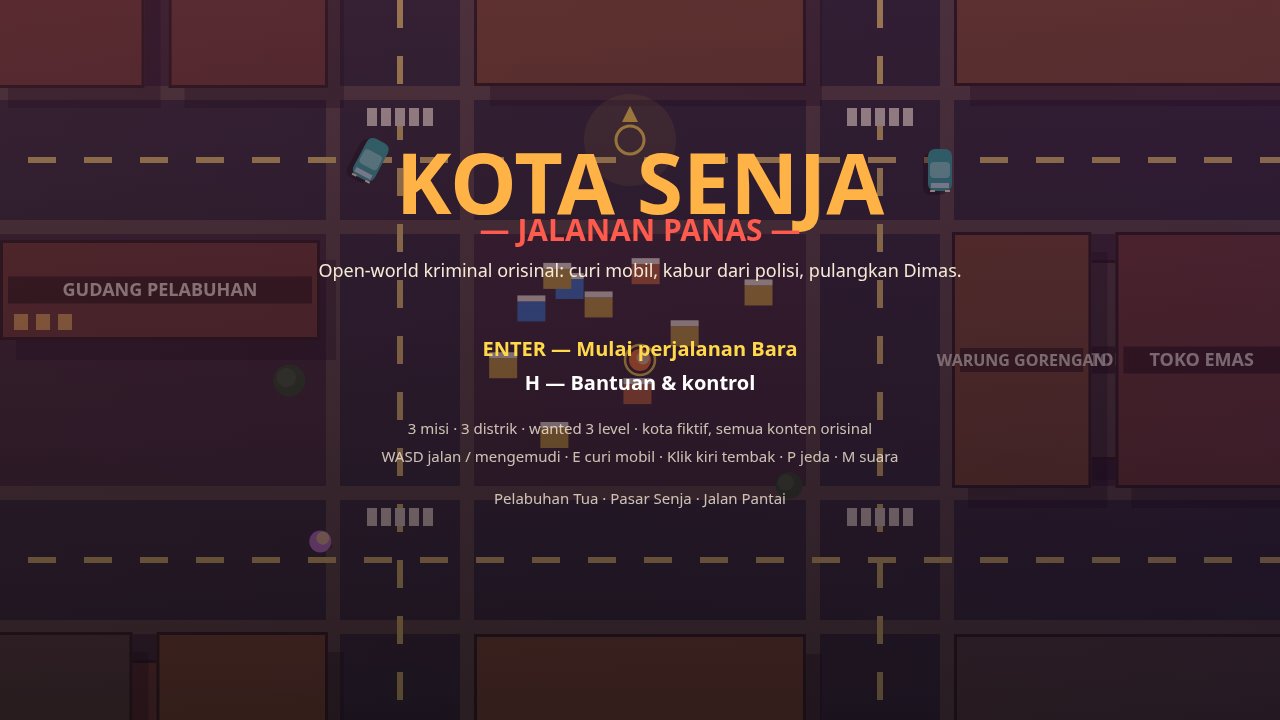 KOTA SENJA
— JALANAN PANAS —
Open-world kriminal orisinal: curi mobil, kabur dari polisi, pulangkan Dimas.
GUDANG PELABUHAN
ENTER — Mulai perjalanan Bara
WARUNG GORENGAN
TOKO EMAS
H — Bantuan & kontrol
3 misi · 3 distrik · wanted 3 level · kota fiktif, semua konten orisinal
WASD jalan / mengemudi · E curi mobil · Klik kiri tembak · P jeda · M suara
Pelabuhan Tua · Pasar Senja · Jalan Pantai